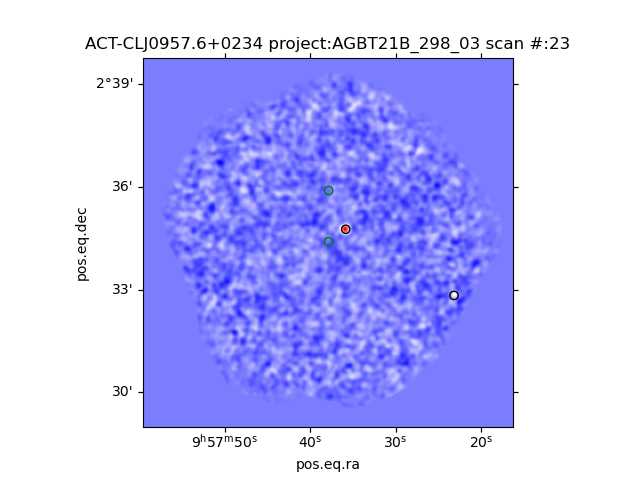 ACT-CLJ0957.6+0234 project:AGBT21B_298_03 scan #:23
2°39'
36'
33'
30'
pos.eq.dec
9ʰ57ᵐ50ˢ 40ˢ 30ˢ 20ˢ
pos.eq.ra